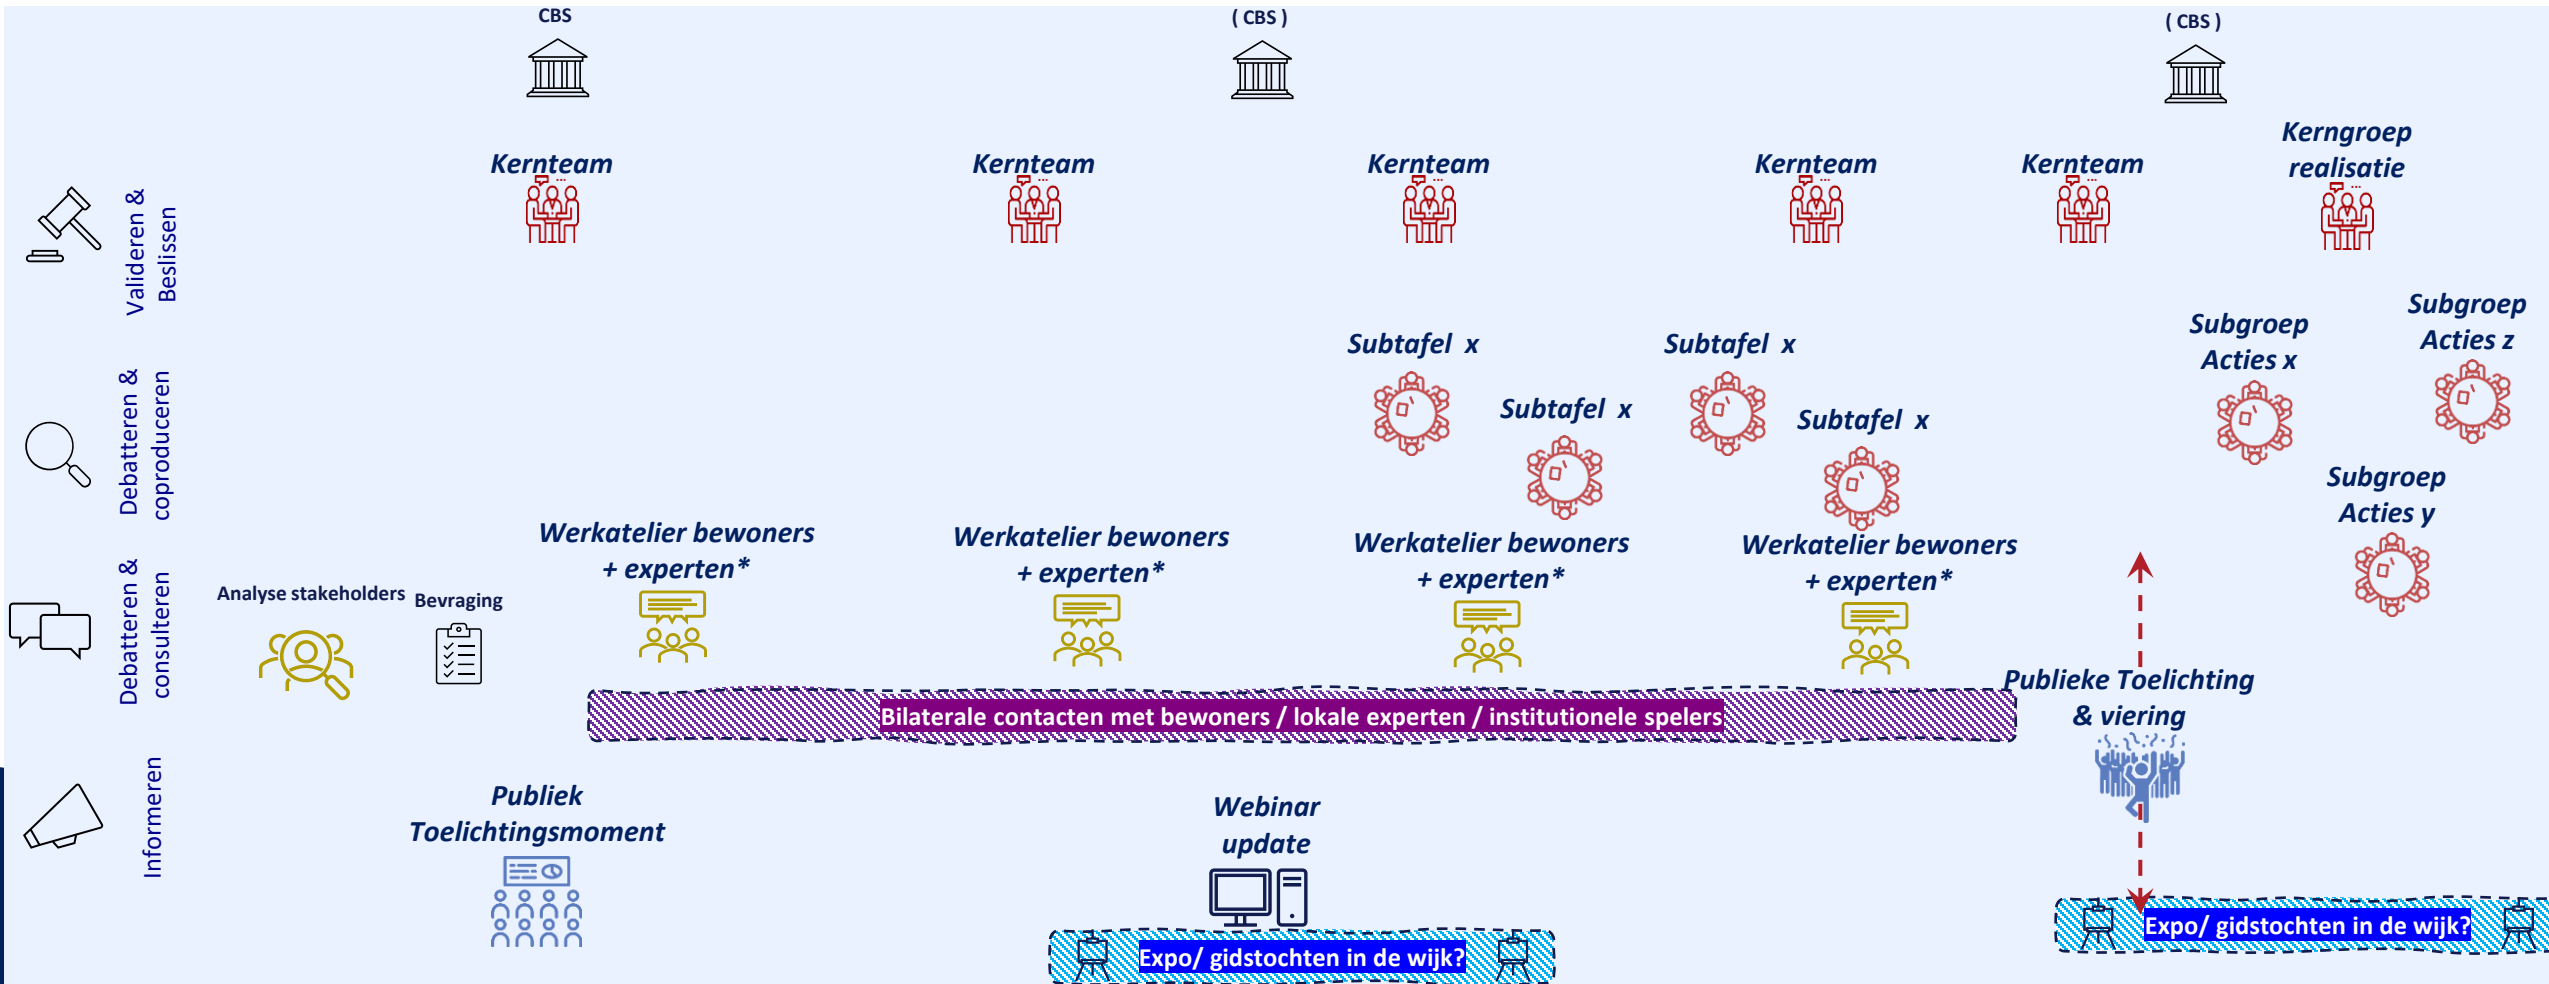 CBS
( CBS )
( CBS )
Valideren &
Beslissen
Kernteam
Kernteam
Kernteam
Kernteam
Kernteam
Kerngroep
realisatie
Debatteren &
coproduceren
Subtafel  x
Subtafel  x
Subtafel  x
Subtafel  x
Subgroep
Acties x
Subgroep
Acties z
Subgroep
Acties y
Debatteren &
consulteren
Analyse stakeholders
Bevraging
Werkatelier bewoners
+ experten*
Werkatelier bewoners
+ experten*
Werkatelier bewoners
+ experten*
Werkatelier bewoners
+ experten*
Bilaterale contacten met bewoners / lokale experten / institutionele spelers
Publieke Toelichting
& viering
Informeren
Publiek
Toelichtingsmoment
Webinar
update
Expo/ gidstochten in de wijk?
Expo/ gidstochten in de wijk?